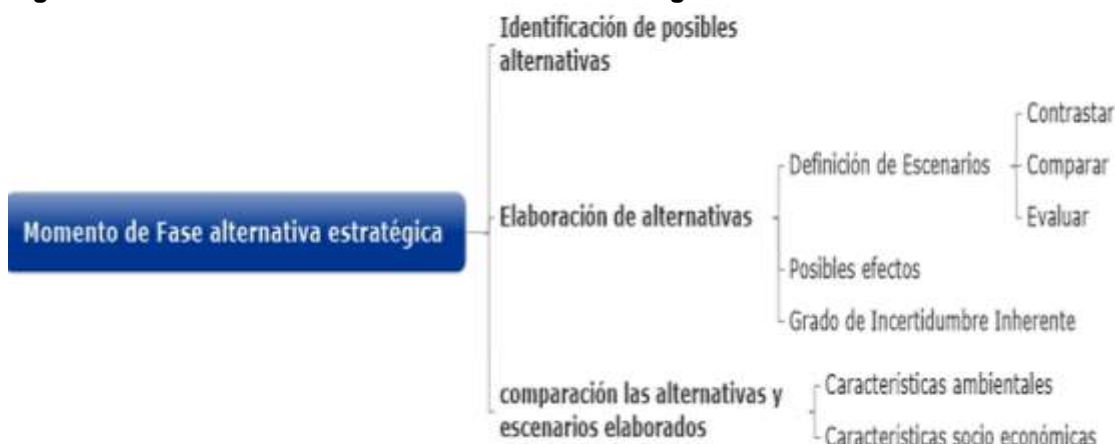 Identificación de posibles
alternativas
Contrastar
Definición de Escenarios
Comparar
Evaluar
Momento de Fase alternativa estratégica
Elaboración de alternativas
Posibles efectos
Grado de Incertidumbre Inherente
comparación las alternativas y
escenarios elaborados
Características ambientales
Características socio económicas